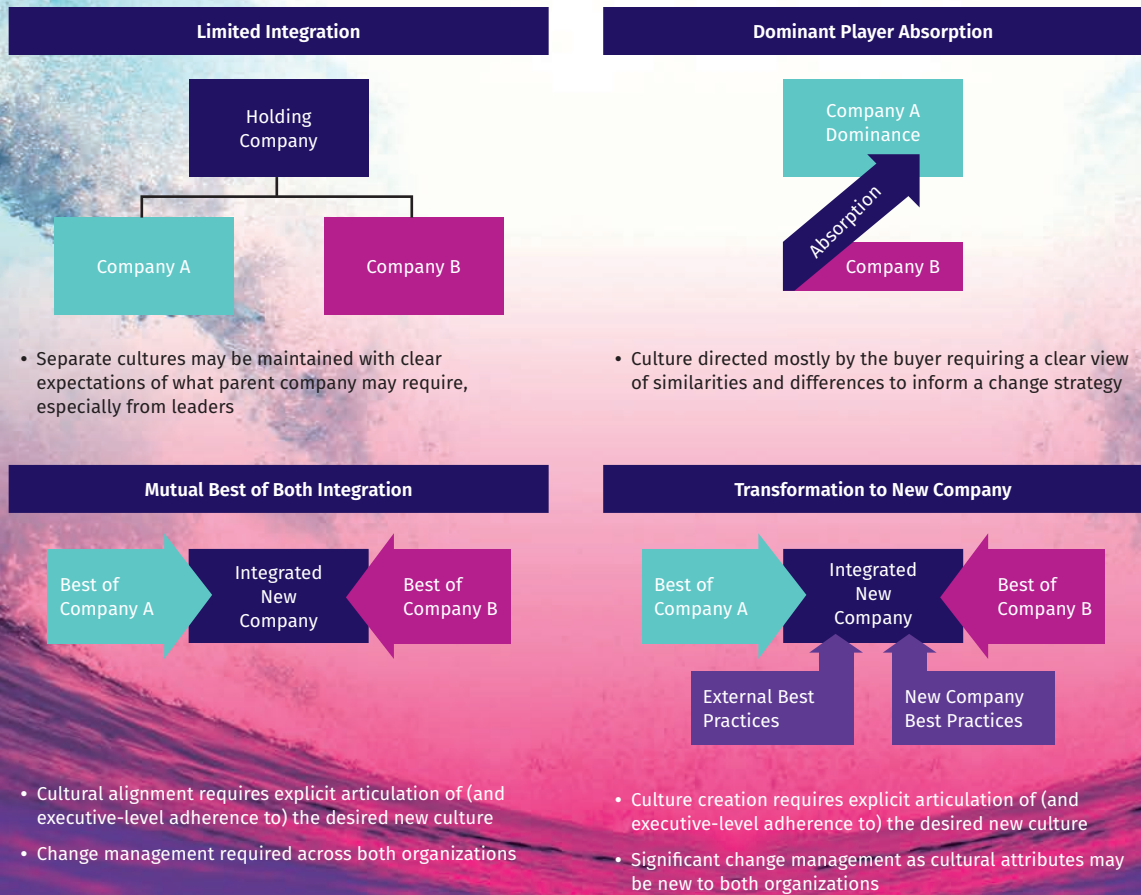 Limited Integration
Holding
Company
Company A
Company B
• Separate cultures may be maintained with clear
expectations of what parent company may require,
especially from leaders
Dominant Player Absorption
Company A
Dominance
Absorption
Company B
• Culture directed mostly by the buyer requiring a clear view
of similarities and differences to inform a change strategy
Mutual Best of Both Integration
Best of
Company A
Integrated
New
Company
Best of
Company B
• Cultural alignment requires explicit articulation of (and
executive-level adherence to) the desired new culture
• Change management required across both organizations
Transformation to New Company
Best of
Company A
Integrated
New
Company
Best of
Company B
External Best
Practices
New Company
Best Practices
• Culture creation requires explicit articulation of (and
executive-level adherence to) the desired new culture
• Significant change management as cultural attributes may
be new to both organizations